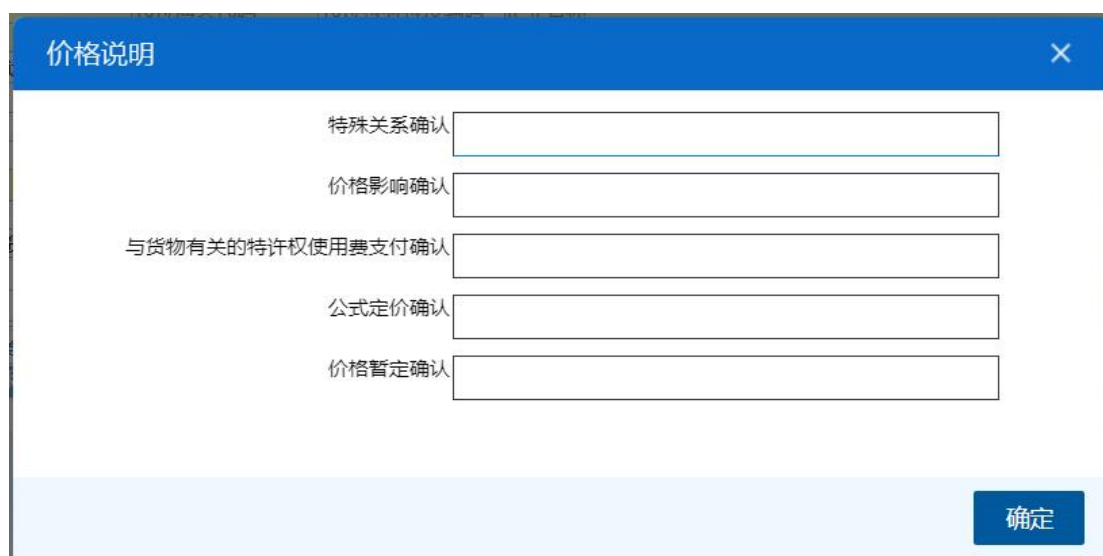 价格说明
特殊关系确认
价格影响确认
与货物有关的特许权使用费支付确认
公式定价确认
价格暂定确认
确定